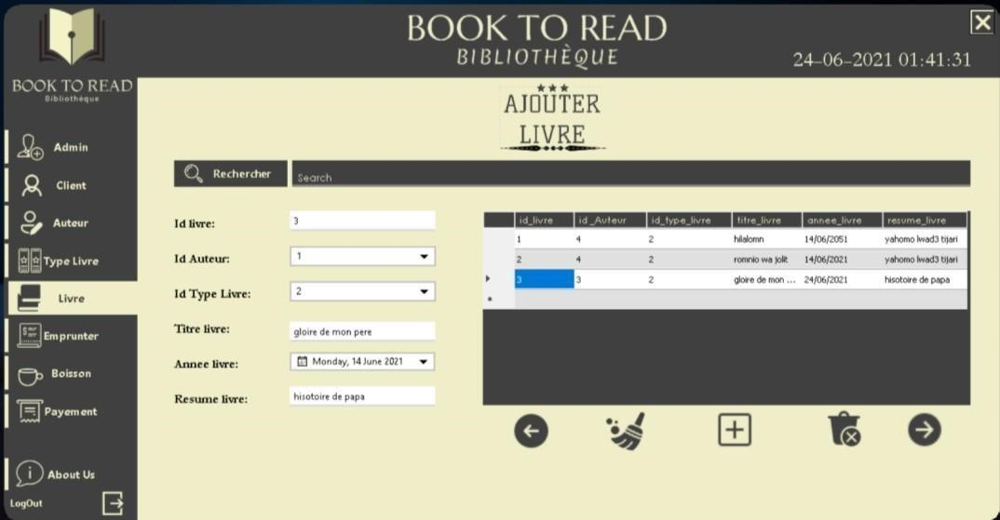 BOOK TO READ
BIBLIOTHÈQUE
24-06-2021 01:41:31
BOOK TO READ
Bibliothèque
Admin
Client
Auteur
Type Livre
Livre
Emprunter
Boisson
Payement
About Us
LogOut
AJOUTER
LIVRE
Rechercher
Search
Id livre: 3
Id Auteur: 1
Id Type Livre: 2
Titre livre: gloire de mon pere
Annee livre: Monday, 14 June 2021
Resume livre: hisotoire de papa
id_livre id_Auteur id_type_livre titre_livre annee_livre resume_livre
1 4 2 hilalomn 14/06/2051 yahomo lwad3 tijari
2 4 2 romnio wa jolit 14/06/2021 yahomo lwad3 tijari
3 3 2 gloire de mon ... 24/06/2021 hisotoire de papa